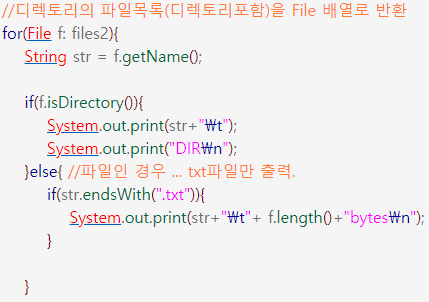 //디렉토리의 파일목록(디렉토리포함)을 File 배열로 반환
for(File f: files2){
String str = f.getName();
if(f.isDirectory()){
System.out.print(str+"₩t");
System.out.print("DIR₩n");
}else{ //파일인 경우 ... txt파일만 출력.
if(str.endsWith(".txt")){
System.out.print(str+"₩t"+ f.length()+"bytes₩n");
}
}